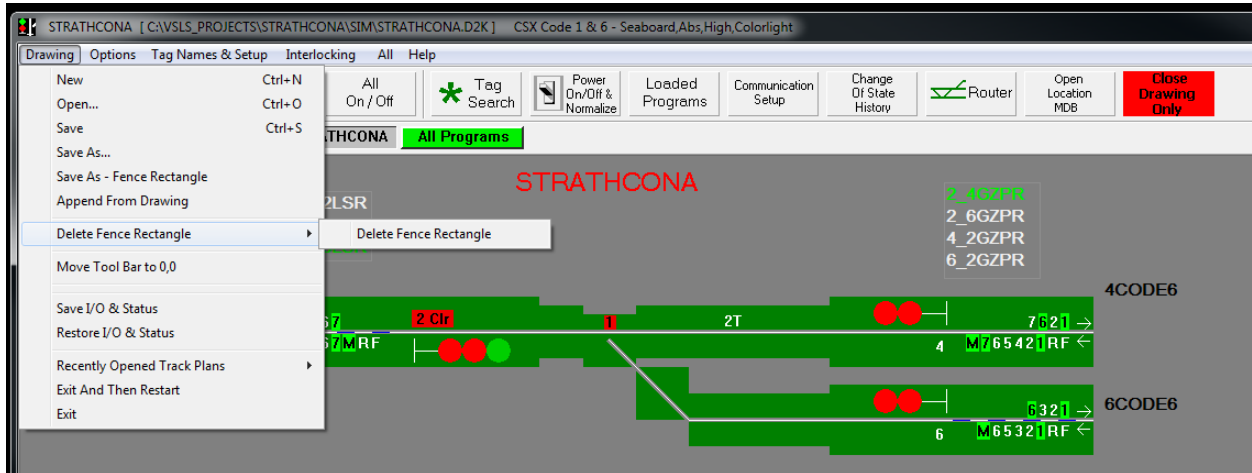 STRATHCONA [ C:\VSLS_PROJECTS\STRATHCONA\SIM\STRATHCONA.D2K ] CSX Code 1 & 6 - Seaboard,Abs,High,Colorlight
Drawing Options Tag Names & Setup Interlocking All Help
New Ctrl+N
Open... Ctrl+O
Save Ctrl+S
Save As...
Save As - Fence Rectangle
Append From Drawing
Delete Fence Rectangle
Delete Fence Rectangle
Move Tool Bar to 0,0
Save I/O & Status
Restore I/O & Status
Recently Opened Track Plans
Exit And Then Restart
Exit
All
On / Off
Tag
Search
Power
On/Off &
Normalize
Loaded
Programs
Communication
Setup
Change
Of State
History
Router
Open
Location
MDB
Close
Drawing
Only
THCONA
All Programs
STRATHCONA
2LSR
2_4GZPR
2_6GZPR
4_2GZPR
6_2GZPR
4CODE6
67
2 Clr
1
2T
7621 →
67MRF
4
M765421RF ←
6CODE6
6321 →
6
M65321RF ←